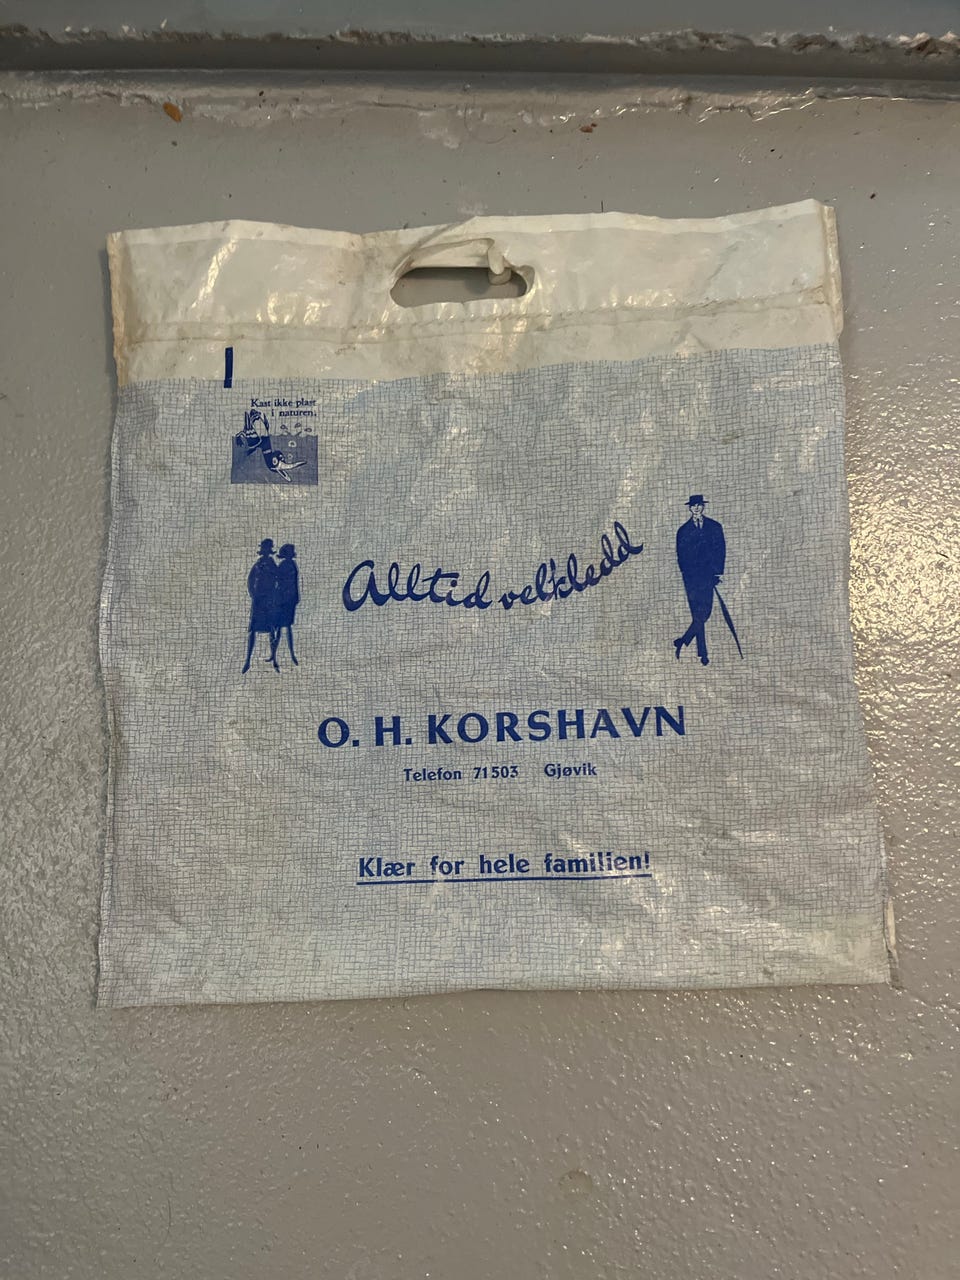 Kast ikke plast
i naturen.
Alltid velkledd
O. H. KORSHAVN
Telefon 71503 Gjøvik
Klær for hele familien!